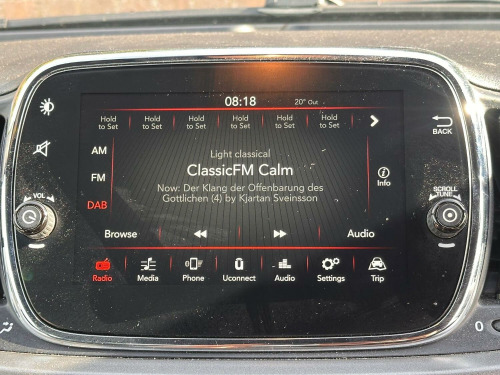 08:18 20° Out
Hold to Set Hold to Set Hold to Set Hold to Set Hold to Set Hold to Set
BACK
AM
Light classical
FM
ClassicFM Calm
Info
DAB
Now: Der Klang der Offenbarung des
Gottlichen (4) by Kjartan Sveinsson
VOL
SCROLL
TUNE
Browse Audio
Radio Media Phone Uconnect Audio Settings Trip
0